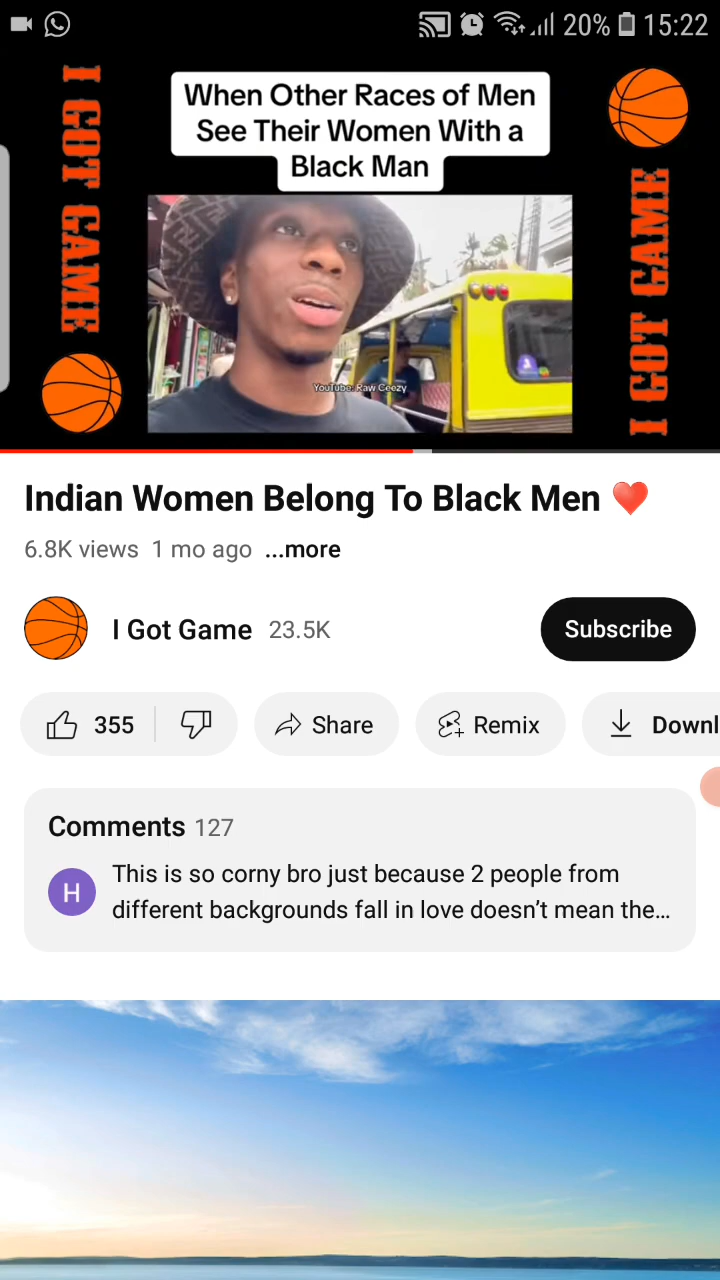 20% 15:22
I GOT GAME
When Other Races of Men
See Their Women With a
Black Man
I GOT GAME
YouTube: Raw Ceezy
Indian Women Belong To Black Men ❤️
6.8K views 1 mo ago ...more
I Got Game 23.5K
Subscribe
355
Share
Remix
Downl
Comments 127
H
This is so corny bro just because 2 people from
different backgrounds fall in love doesn't mean the...